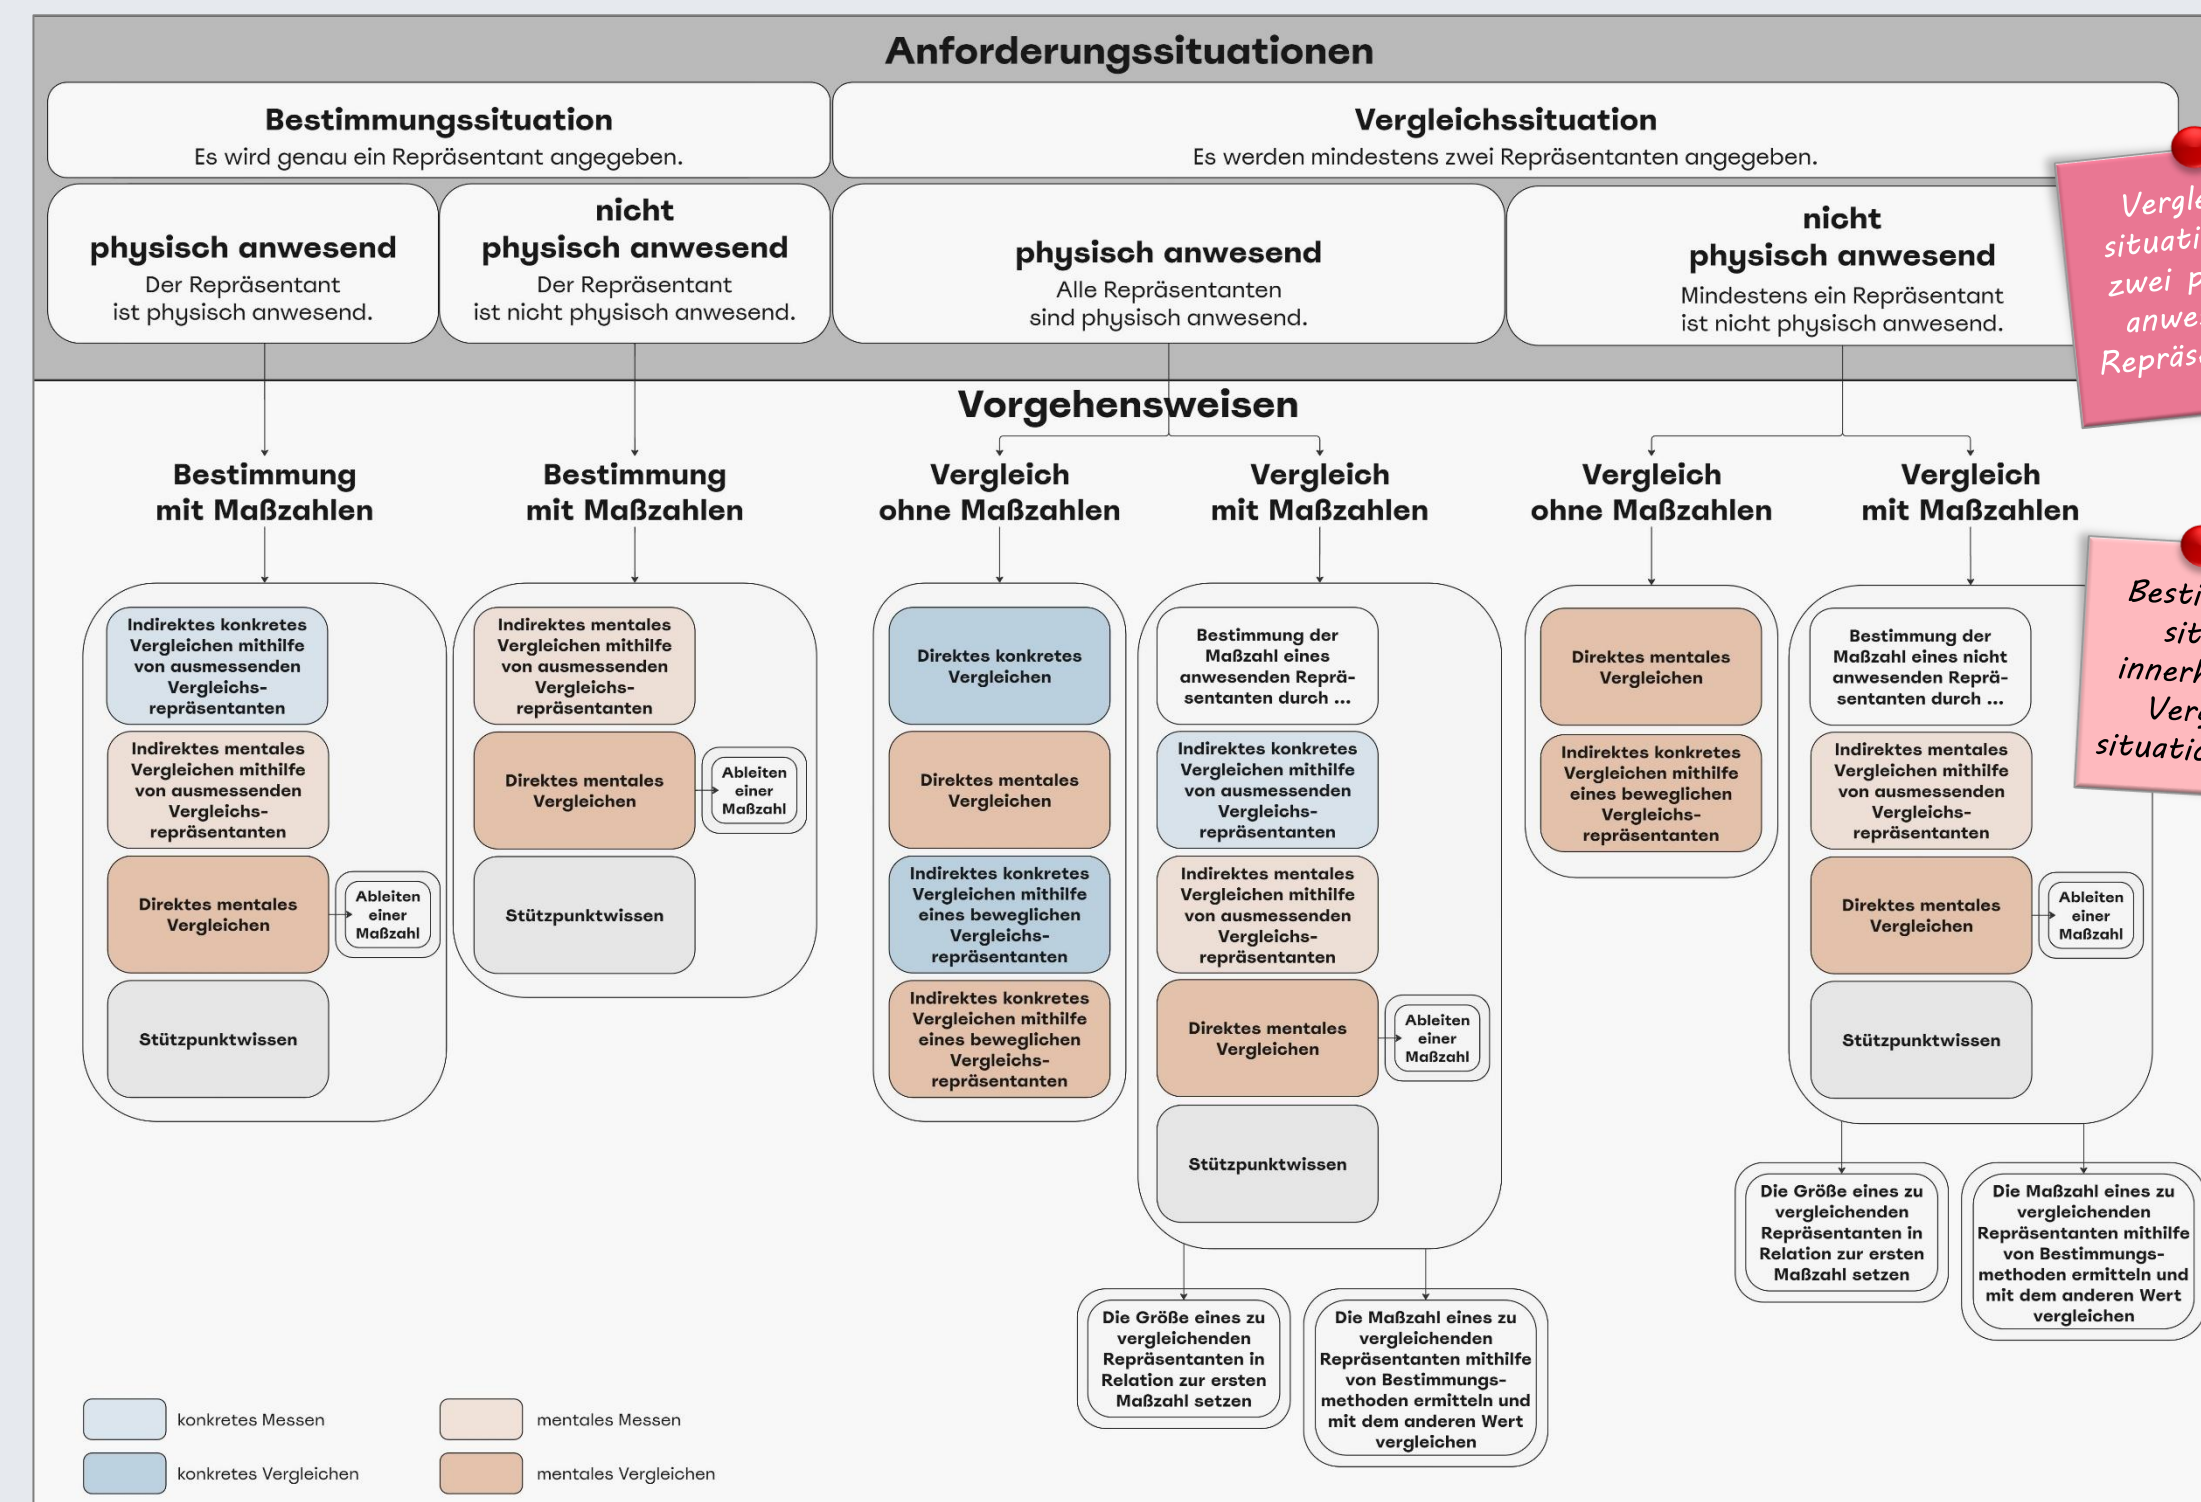 Anforderungssituationen
Bestimmungssituation
Es wird genau ein Repräsentant angegeben.
Vergleichssituation
Es werden mindestens zwei Repräsentanten angegeben.
physisch anwesend
Der Repräsentant
ist physisch anwesend.
nicht
physisch anwesend
Der Repräsentant
ist nicht physisch anwesend.
physisch anwesend
Alle Repräsentanten
sind physisch anwesend.
nicht
physisch anwesend
Mindestens ein Repräsentant
ist nicht physisch anwesend.
zwei
Vorgehensweisen
Bestimmung
mit Maßzahlen
Indirektes konkretes
Vergleichen mithilfe
von ausmessenden
Vergleichs-
repräsentanten
Indirektes mentales
Vergleichen mithilfe
von ausmessenden
Vergleichs-
repräsentanten
Direktes mentales
Vergleichen
Ableiten
einer
Maßzahl
Stützpunktwissen
Bestimmung
mit Maßzahlen
Indirektes mentales
Vergleichen mithilfe
von ausmessenden
Vergleichs-
repräsentanten
Direktes mentales
Vergleichen
Ableiten
einer
Maßzahl
Stützpunktwissen
Vergleich
ohne Maßzahlen
Direktes konkretes
Vergleichen
Direktes mentales
Vergleichen
Indirektes konkretes
Vergleichen mithilfe
eines beweglichen
Vergleichs-
repräsentanten
Indirektes konkretes
Vergleichen mithilfe
eines beweglichen
Vergleichs-
repräsentanten
Vergleich
mit Maßzahlen
Bestimmung der
Maßzahl eines
anwesenden Reprä-
sentanten durch ...
Indirektes konkretes
Vergleichen mithilfe
von ausmessenden
Vergleichs-
repräsentanten
Indirektes mentales
Vergleichen mithilfe
von ausmessenden
Vergleichs-
repräsentanten
Direktes mentales
Vergleichen
Ableiten
einer
Maßzahl
Stützpunktwissen
Die Größe eines zu
vergleichenden
Repräsentanten in
Relation zur ersten
Maßzahl setzen
Die Maßzahl eines zu
vergleichenden
Repräsentanten mithilfe
von Bestimmungs-
methoden ermitteln und
mit dem anderen Wert
vergleichen
Vergleich
ohne Maßzahlen
Direktes mentales
Vergleichen
Indirektes konkretes
Vergleichen mithilfe
eines beweglichen
Vergleichs-
repräsentanten
Vergleich
mit Maßzahlen
Bestimmung der
Maßzahl eines nicht
anwesenden Reprä-
sentanten durch ...
Indirektes mentales
Vergleichen mithilfe
von ausmessenden
Vergleichs-
repräsentanten
Direktes mentales
Vergleichen
Ableiten
einer
Maßzahl
Stützpunktwissen
Die Größe eines zu
vergleichenden
Repräsentanten in
Relation zur ersten
Maßzahl setzen
Die Maßzahl eines zu
vergleichenden
Repräsentanten mithilfe
von Bestimmungs-
methoden ermitteln und
mit dem anderen Wert
vergleichen
konkretes Messen
mentales Messen
konkretes Vergleichen
mentales Vergleichen